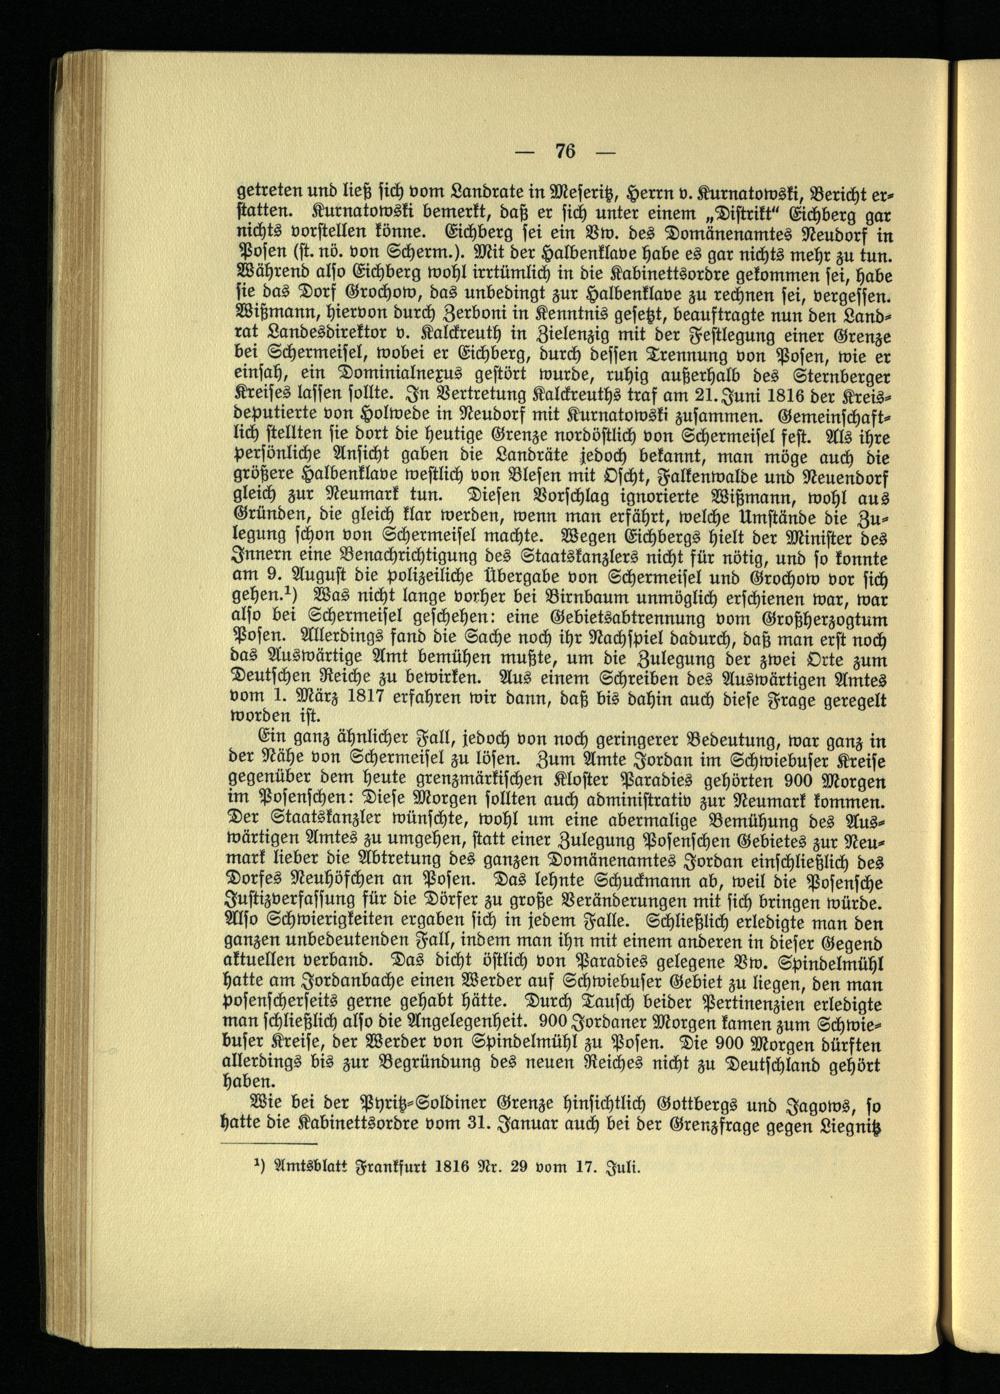 — 76 —
getreten und ließ sich vom Landrate in Meseritz, Herrn v. Kurnatowski, Bericht er-
statten. Kurnatowski bemerkt, daß er sich unter einem „Distrikt“ Eichberg gar
nichts vorstellen könne. Eichberg sei ein Vw. des Domänenamtes Neudorf in
Posen (st. nö. von Scherm.). Mit der Halbenklave habe es gar nichts mehr zu tun.
Während also Eichberg wohl irrtümlich in die Kabinettsordre gekommen sei, habe
sie das Dorf Grochow, das unbedingt zur Halbenklave zu rechnen sei, vergessen.
Wißmann, hiervon durch Zerboni in Kenntnis gesetzt, beauftragte nun den Land-
rat Landesdirektor v. Kalckreuth in Zielenzig mit der Festlegung einer Grenze
bei Schermeisel, wobei er Eichberg, durch dessen Trennung von Posen, wie er
einsah, ein Dominialnexus gestört wurde, ruhig außerhalb des Sternberger
Kreises lassen sollte. In Vertretung Kalckreuths traf am 21. Juni 1816 der Kreis-
deputierte von Holwede in Neudorf mit Kurnatowski zusammen. Gemeinschaft-
lich stellten sie dort die heutige Grenze nordöstlich von Schermeisel fest. Als ihre
persönliche Ansicht gaben die Landräte jedoch bekannt, man möge auch die
größere Halbenklave westlich von Blesen mit Oscht, Falkenwalde und Neuendorf
gleich zur Neumark tun. Diesen Vorschlag ignorierte Wißmann, wohl aus
Gründen, die gleich klar werden, wenn man erfährt, welche Umstände die Zu-
legung schon von Schermeisel machte. Wegen Eichbergs hielt der Minister des
Innern eine Benachrichtigung des Staatskanzlers nicht für nötig, und so konnte
am 9. August die polizeiliche Übergabe von Schermeisel und Grochow vor sich
gehen.¹) Was nicht lange vorher bei Birnbaum unmöglich erschienen war, war
also bei Schermeisel geschehen: eine Gebietsabtrennung vom Großherzogtum
Posen. Allerdings fand die Sache noch ihr Nachspiel dadurch, daß man erst noch
das Auswärtige Amt bemühen mußte, um die Zulegung der zwei Orte zum
Deutschen Reiche zu bewirken. Aus einem Schreiben des Auswärtigen Amtes
vom 1. März 1817 erfahren wir dann, daß bis dahin auch diese Frage geregelt
worden ist.
Ein ganz ähnlicher Fall, jedoch von noch geringerer Bedeutung, war ganz in
der Nähe von Schermeisel zu lösen. Zum Amte Jordan im Schwiebuser Kreise
gegenüber dem heute grenzmärkischen Kloster Paradies gehörten 900 Morgen
im Posenschen: Diese Morgen sollten auch administrativ zur Neumark kommen.
Der Staatskanzler wünschte, wohl um eine abermalige Bemühung des Aus-
wärtigen Amtes zu umgehen, statt einer Zulegung Posenschen Gebietes zur Neu-
mark lieber die Abtretung des ganzen Domänenamtes Jordan einschließlich des
Dorfes Neuhöfchen an Posen. Das lehnte Schuckmann ab, weil die Posensche
Justizverfassung für die Dörfer zu große Veränderungen mit sich bringen würde.
Also Schwierigkeiten ergaben sich in jedem Falle. Schließlich erledigte man den
ganzen unbedeutenden Fall, indem man ihn mit einem anderen in dieser Gegend
aktuellen verband. Das dicht östlich von Paradies gelegene Vw. Spindelmühl
hatte am Jordanbache einen Werder auf Schwiebuser Gebiet zu liegen, den man
posenscherseits gerne gehabt hätte. Durch Tausch beider Pertinenzien erledigte
man schließlich also die Angelegenheit. 900 Jordaner Morgen kamen zum Schwie-
buser Kreise, der Werder von Spindelmühl zu Posen. Die 900 Morgen dürften
allerdings bis zur Begründung des neuen Reiches nicht zu Deutschland gehört
haben.
Wie bei der Pyritz-Soldiner Grenze hinsichtlich Gottbergs und Jagows, so
hatte die Kabinettsordre vom 31. Januar auch bei der Grenzfrage gegen Liegnitz
¹) Amtsblatt Frankfurt 1816 Nr. 29 vom 17. Juli.